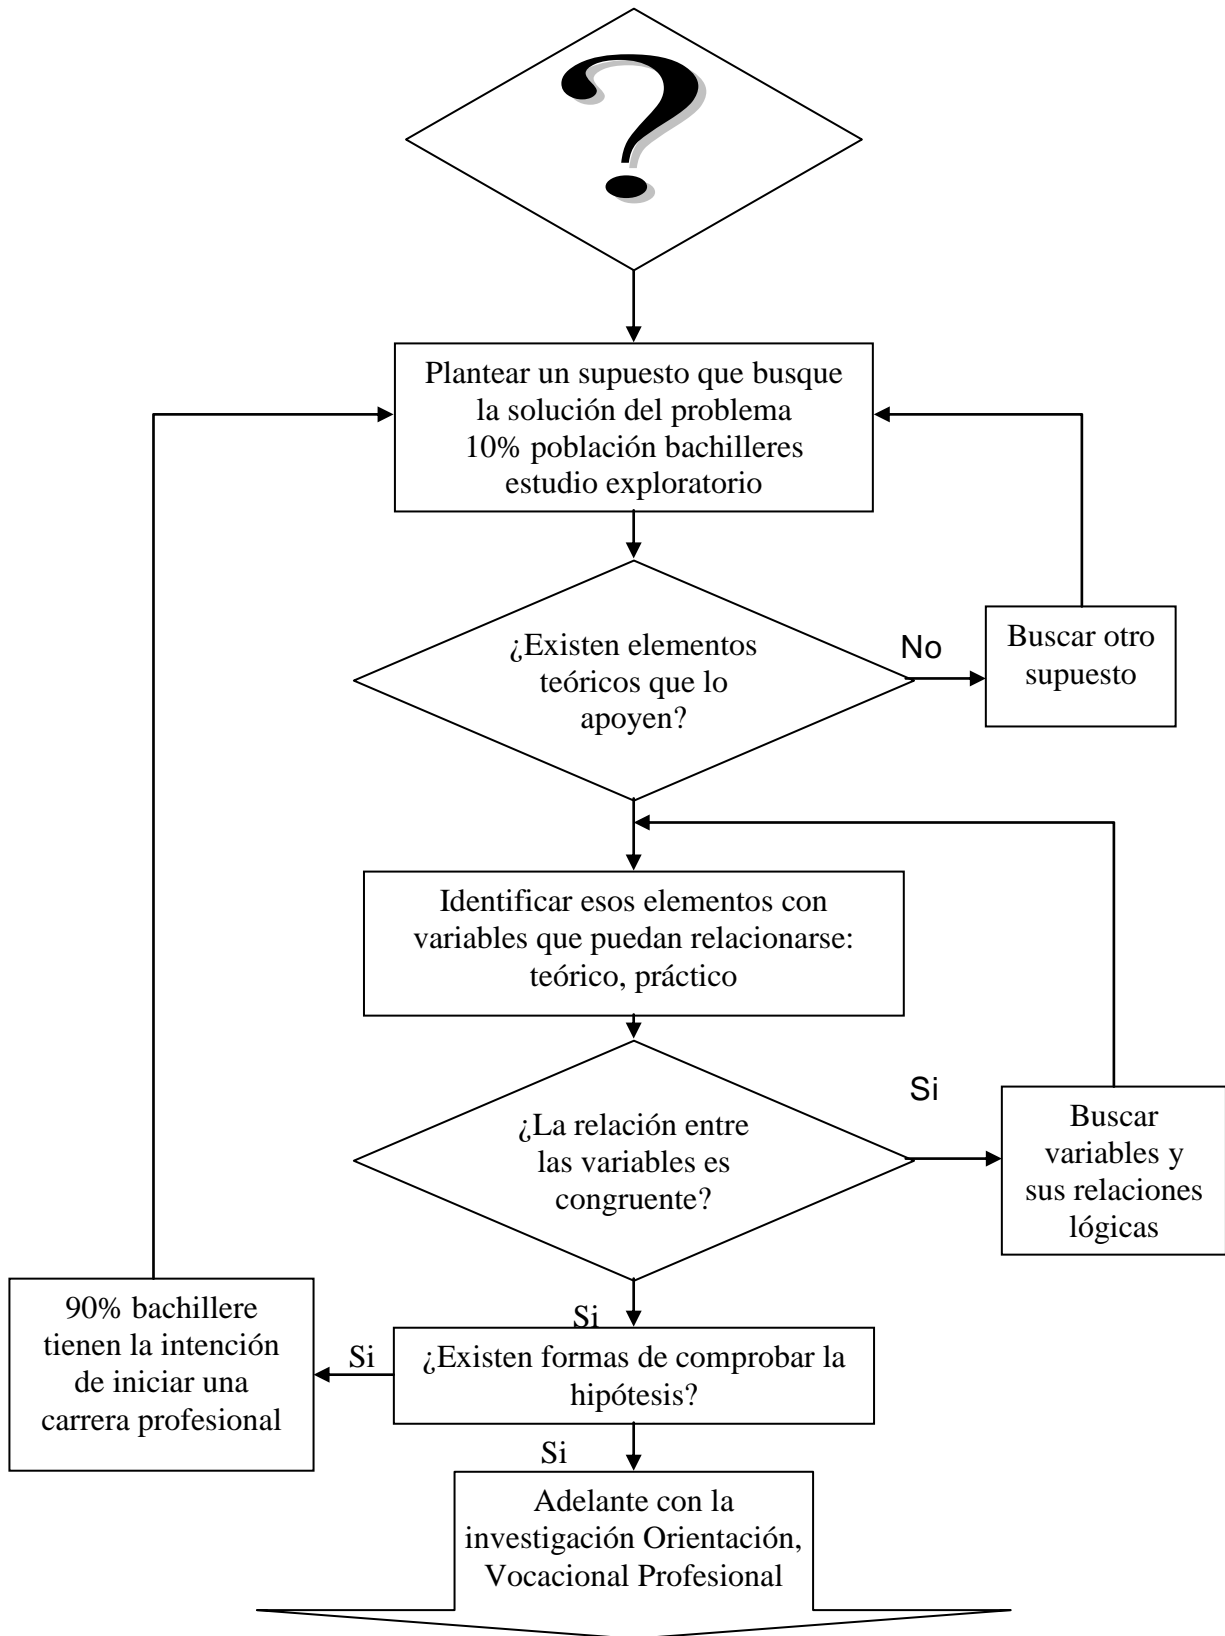 ?
Plantear un supuesto que busque
la solución del problema
10% población bachilleres
estudio exploratorio
¿Existen elementos
teóricos que lo
apoyen?
No
Buscar otro
supuesto
Identificar esos elementos con
variables que puedan relacionarse:
teórico, práctico
¿La relación entre
las variables es
congruente?
Si
Buscar
variables y
sus relaciones
lógicas
Si
¿Existen formas de comprobar la
hipótesis?
Si
90% bachillere
tienen la intención
de iniciar una
carrera profesional
Si
Adelante con la
investigación Orientación,
Vocacional Profesional